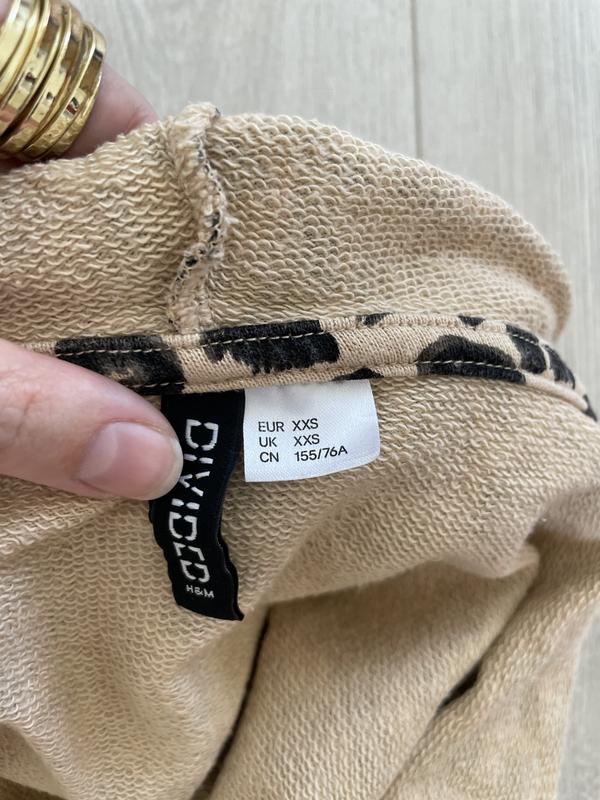 DIVIDED
H&M
EUR XXS
UK XXS
CN 155/76A